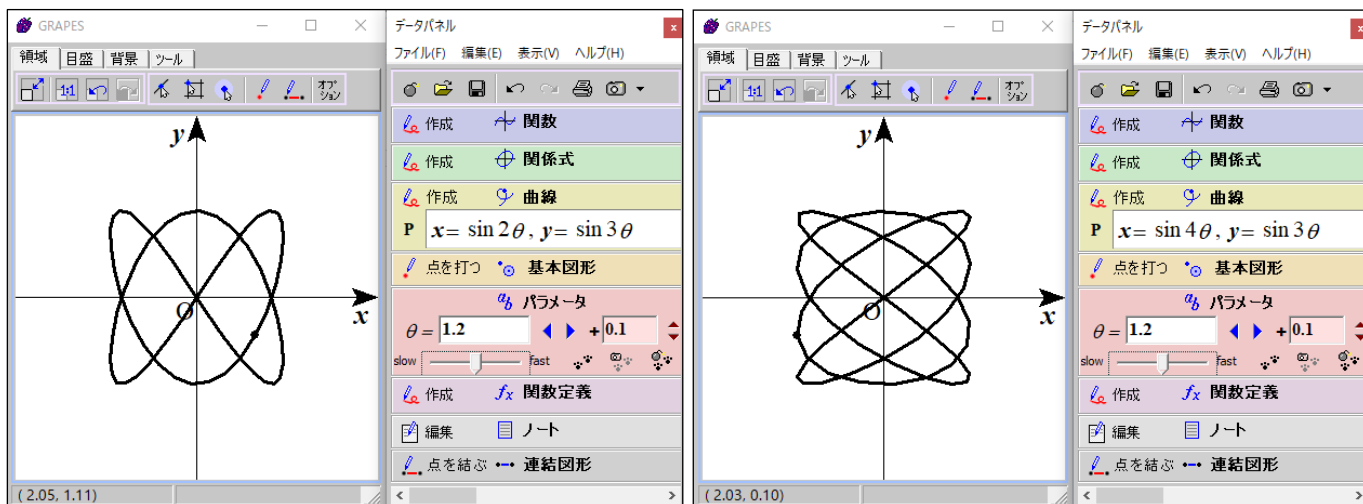 GRAPES
領域 目盛 背景 ツール
1:1 オプション
y
O
x
(2.05, 1.11)
データパネル
ファイル(F) 編集(E) 表示(V) ヘルプ(H)
作成 関数
作成 関係式
作成 曲線
P x= sin 2θ, y= sin 3θ
点を打つ 基本図形
ab パラメータ
θ = 1.2 +0.1
slow fast
作成 fx 関数定義
編集 ノート
点を結ぶ 連結図形
GRAPES
領域 目盛 背景 ツール
1:1 オプション
y
O
x
(2.03, 0.10)
データパネル
ファイル(F) 編集(E) 表示(V) ヘルプ(H)
作成 関数
作成 関係式
作成 曲線
P x= sin 4θ, y= sin 3θ
点を打つ 基本図形
ab パラメータ
θ = 1.2 +0.1
slow fast
作成 fx 関数定義
編集 ノート
点を結ぶ 連結図形